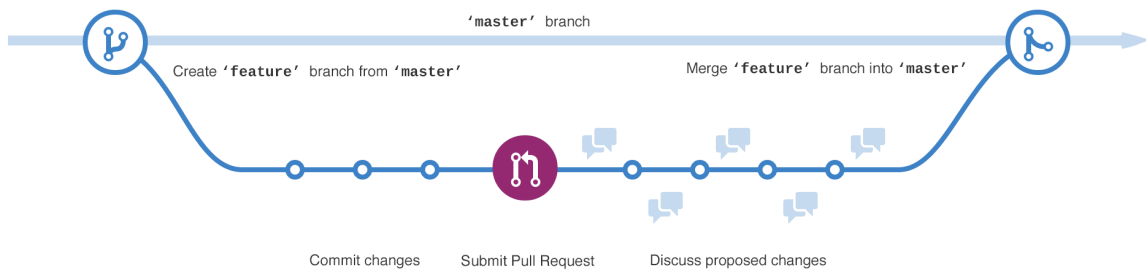 ‘master’ branch
Create ‘feature’ branch from ‘master’
Merge ‘feature’ branch into ‘master’
Commit changes
Submit Pull Request
Discuss proposed changes